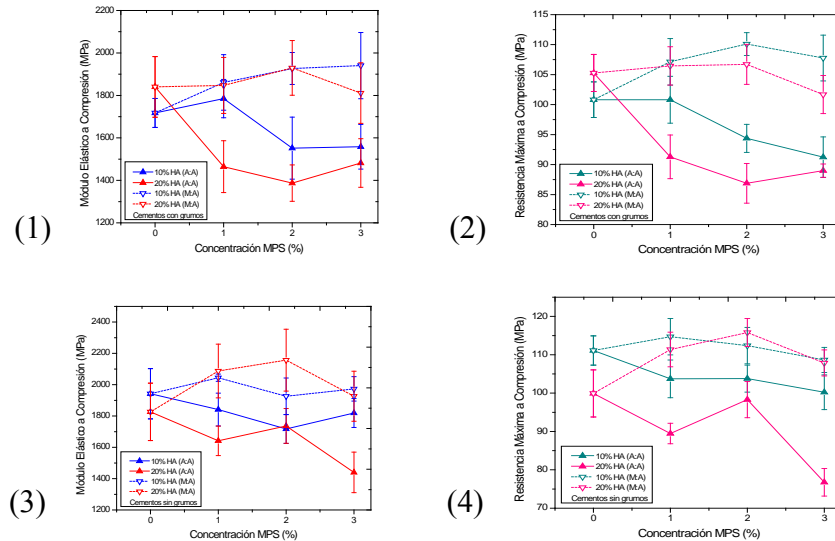 2200
2000
1800
1600
1400
1200
Módulo Elástico a Compresión (MPa)
10% HA (A:A)
20% HA (A:A)
10% HA (M:A)
20% HA (M:A)
Cementos con grumos
0 1 2 3
Concentración MPS (%)
(1)
115
110
105
100
95
90
85
80
Resistencia Máxima a Compresión (MPa)
10% HA (A:A)
20% HA (A:A)
10% HA (M:A)
20% HA (M:A)
Cementos con grumos
0 1 2 3
Concentración MPS (%)
(2)
2400
2200
2000
1800
1600
1400
1200
Módulo Elástico a Compresión (MPa)
10% HA (A:A)
20% HA (A:A)
10% HA (M:A)
20% HA (M:A)
Cementos sin grumos
0 1 2 3
Concentración MPS (%)
(3)
120
110
100
90
80
70
Resistencia Máxima a Compresión (MPa)
10% HA (A:A)
20% HA (A:A)
10% HA (M:A)
20% HA (M:A)
Cementos sin grumos
0 1 2 3
Concentración MPS (%)
(4)